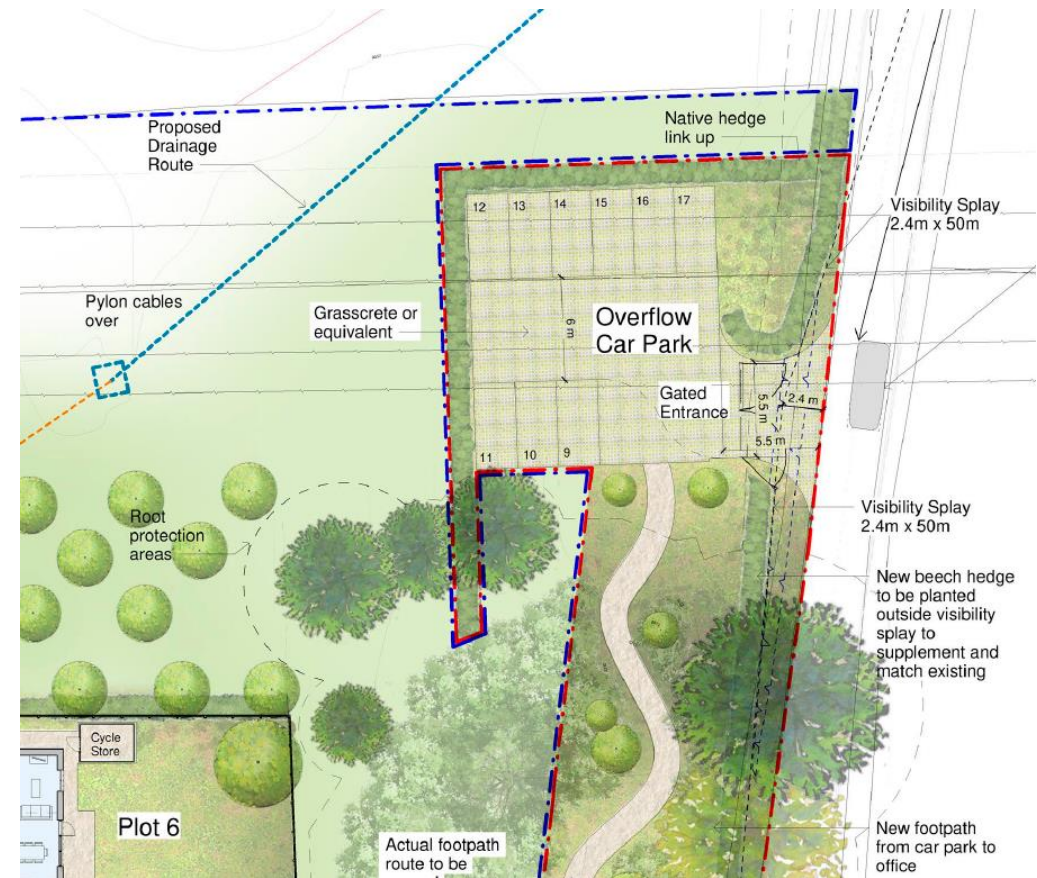 Proposed
Drainage
Route
Native hedge
link up
12
13
14
15
16
17
Visibility Splay
2.4m x 50m
Pylon cables
over
Grasscrete or
equivalent
6 m
Overflow
Car Park
Gated
Entrance
5.5 m
2.4 m
5.5 m
11
10
9
Root
protection
areas
Visibility Splay
2.4m x 50m
New beech hedge
to be planted
outside visibility
splay to
supplement and
match existing
Cycle
Store
Plot 6
Actual footpath
route to be
New footpath
from car park to
office